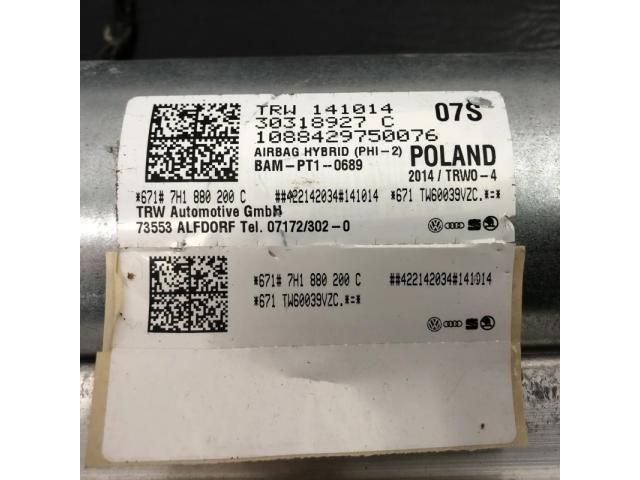 TRW 141014 07S
30318927 C
1088429750076
AIRBAG HYBRID (PHI-2) POLAND
BAM-PT1--0689 2014 / TRWO-4
*671# 7H1 880 200 C ##422142034#141014 *671 TW60039VZC.*=*
TRW Automotive GmbH
73553 ALFDORF Tel. 07172/302-0
*671# 7H1 880 200 C ##422142034#141014
*671 TW60039VZC.*=*